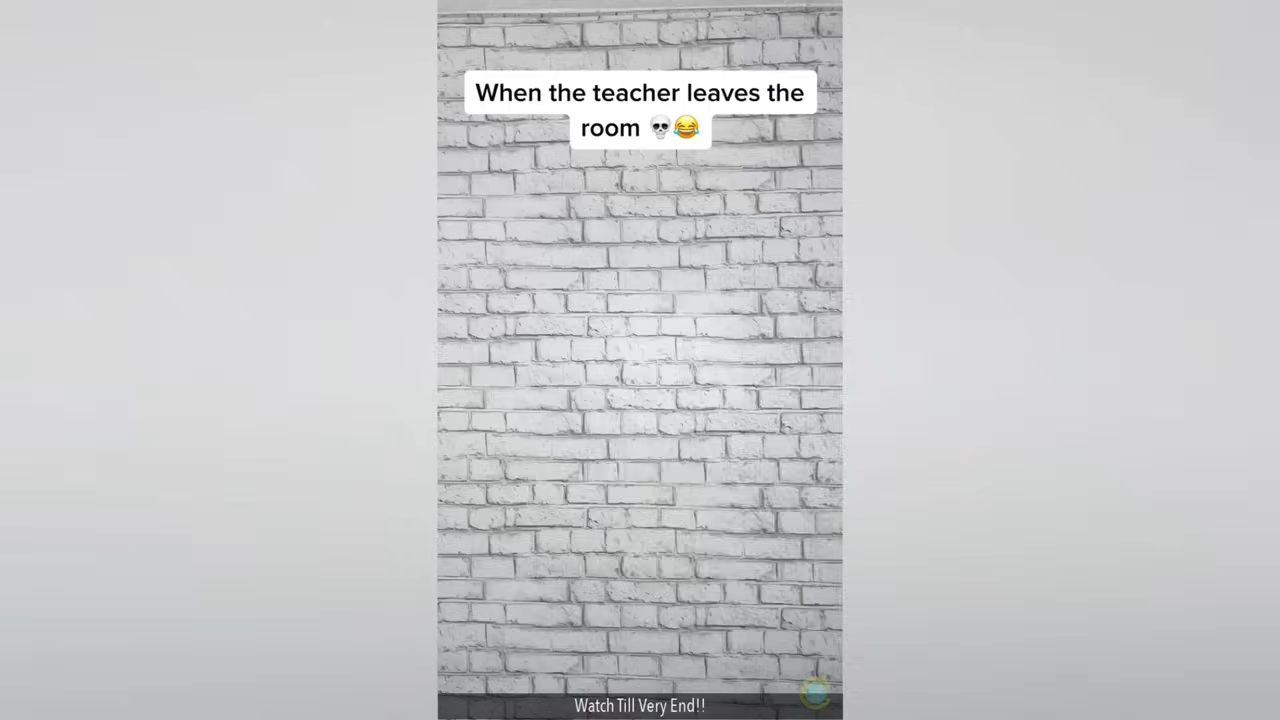 When the teacher leaves the
room 💀😂
Watch Till Very End!!